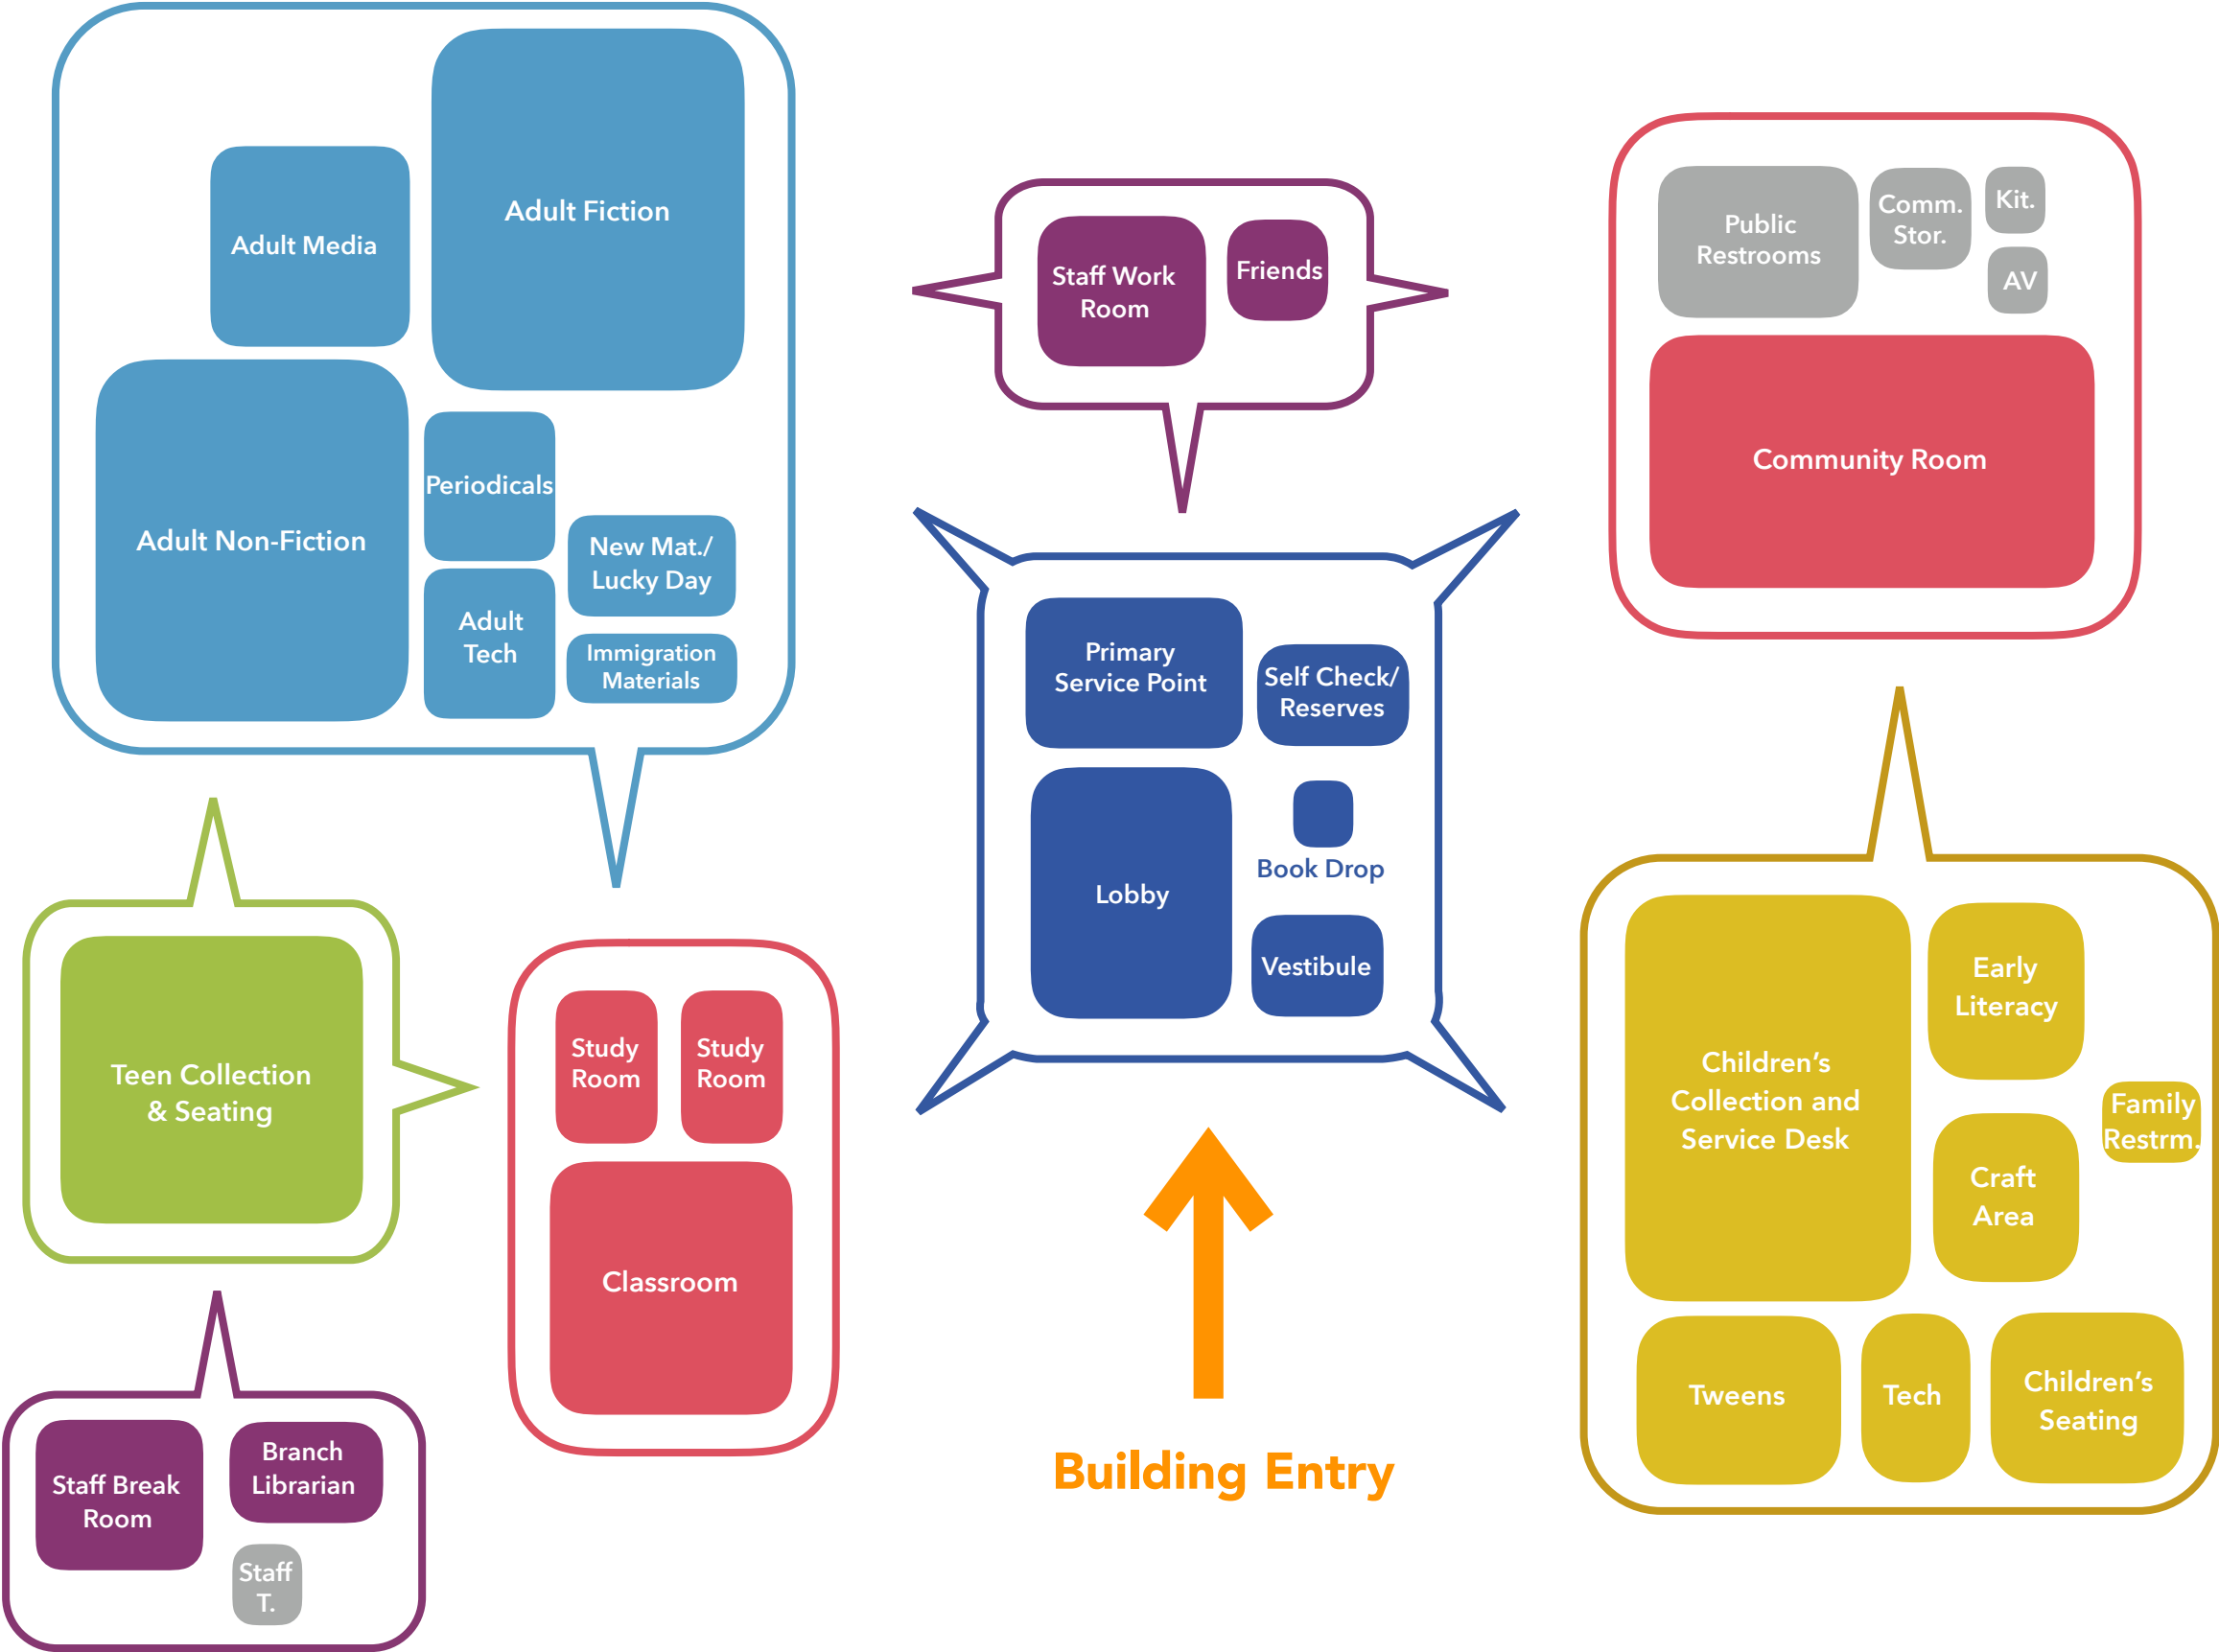 Adult Fiction
Adult Media
Adult Non-Fiction
Periodicals
New Mat./
Lucky Day
Adult
Tech
Immigration
Materials
Staff Work
Room
Friends
Public
Restrooms
Comm.
Stor.
Kit.
AV
Community Room
Primary
Service Point
Self Check/
Reserves
Lobby
Book Drop
Vestibule
Teen Collection
& Seating
Study
Room
Study
Room
Classroom
Staff Break
Room
Branch
Librarian
Staff
T.
Building Entry
Children’s
Collection and
Service Desk
Early
Literacy
Family
Restrm.
Craft
Area
Tweens
Tech
Children’s
Seating